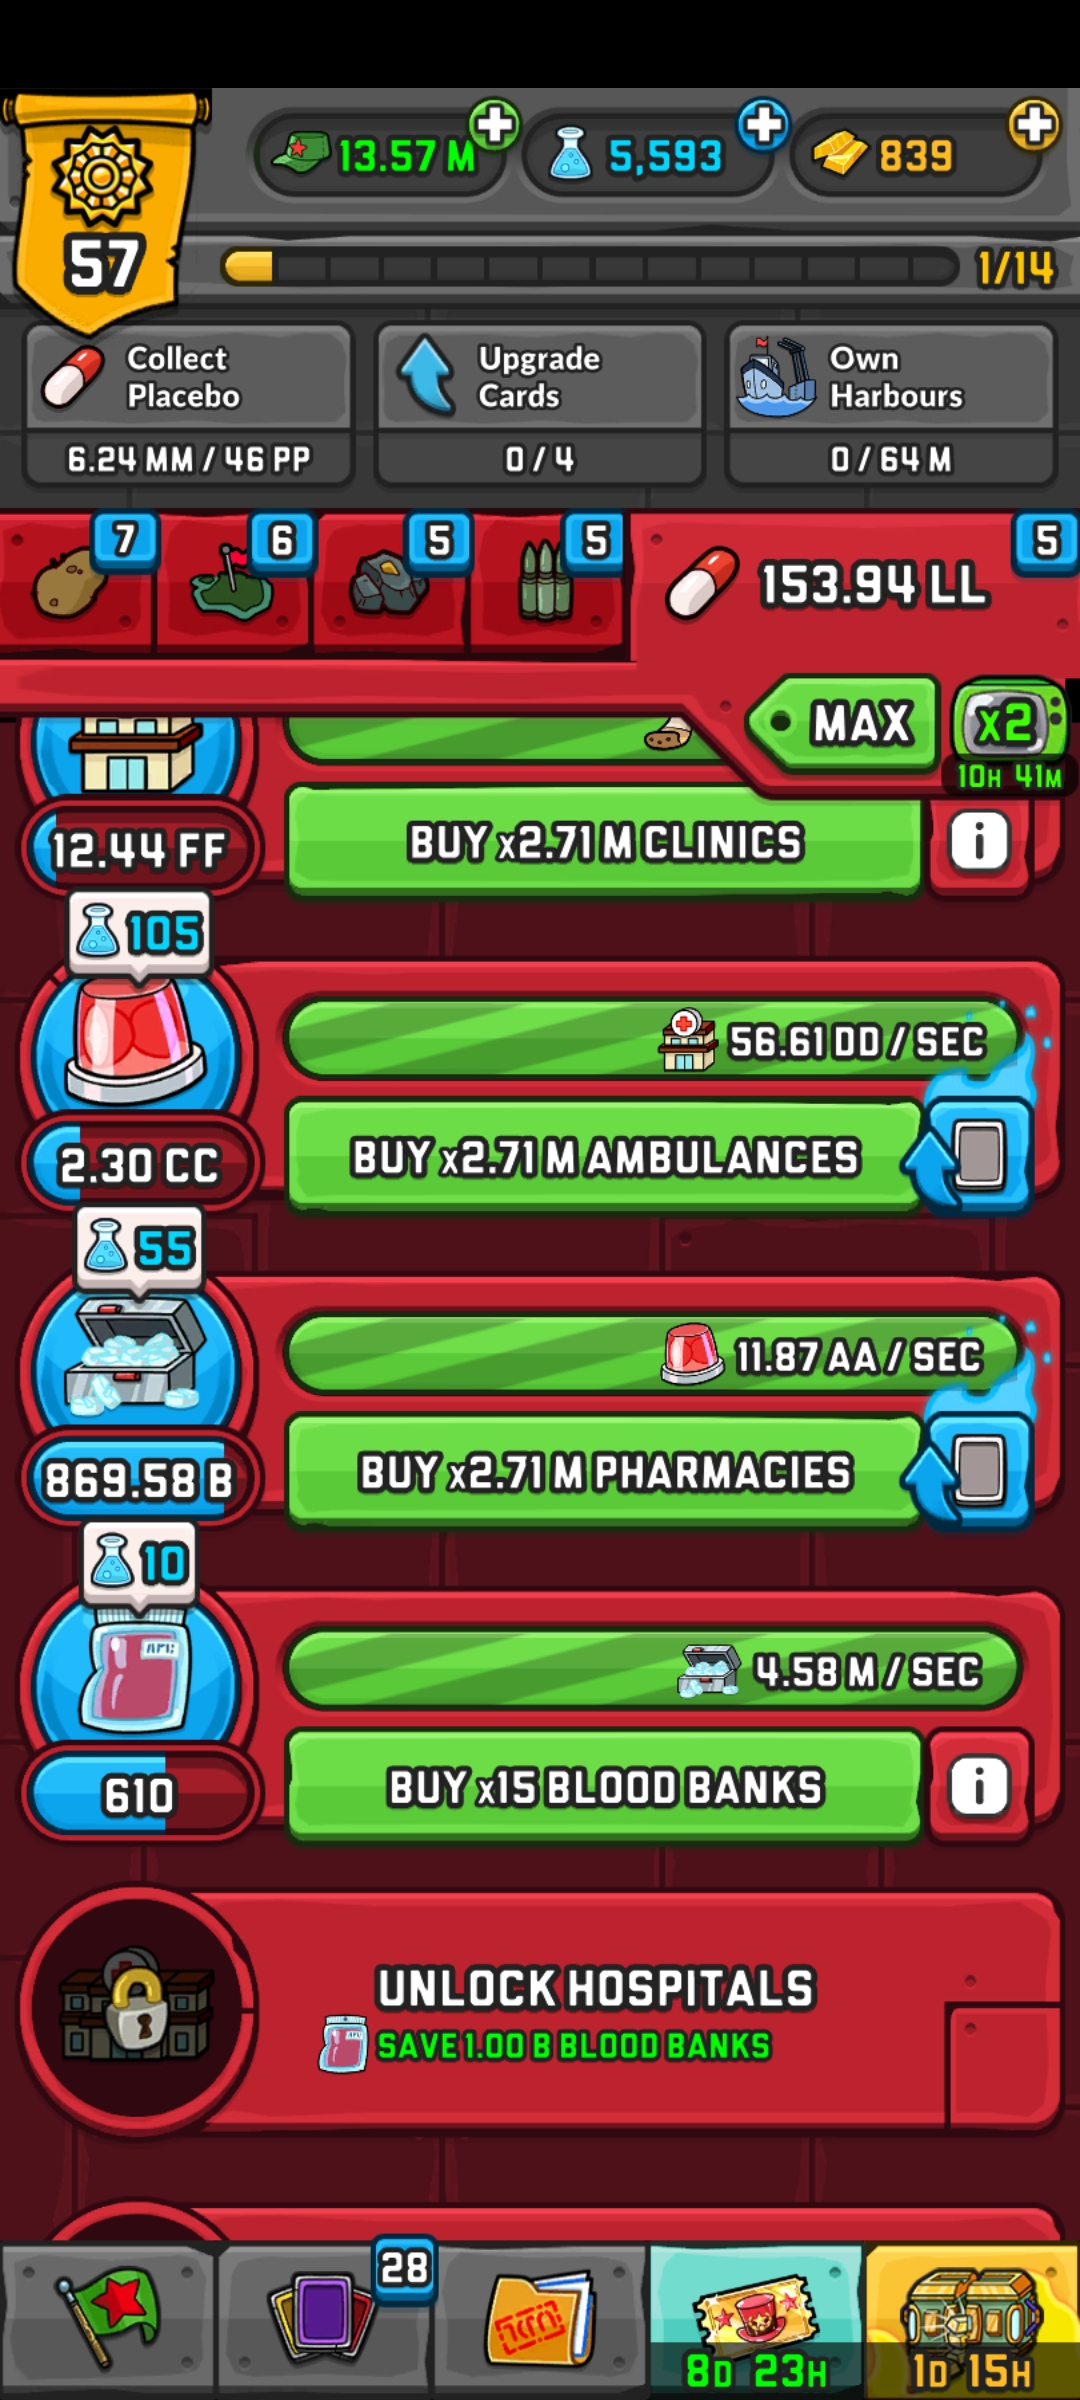 13.57 M
5,593
839
57
1/14
Collect
Placebo
6.24 MM / 46 PP
Upgrade
Cards
0 / 4
Own
Harbours
0 / 64 M
7
6
5
5
153.94 LL
5
MAX
x2
10H 41M
12.44 FF
BUY x2.71 M CLINICS
i
105
56.61 DD / SEC
2.30 CC
BUY x2.71 M AMBULANCES
55
11.87 AA / SEC
869.58 B
BUY x2.71 M PHARMACIES
10
4.58 M / SEC
610
BUY x15 BLOOD BANKS
i
UNLOCK HOSPITALS
SAVE 1.00 B BLOOD BANKS
28
8D 23H
1D 15H